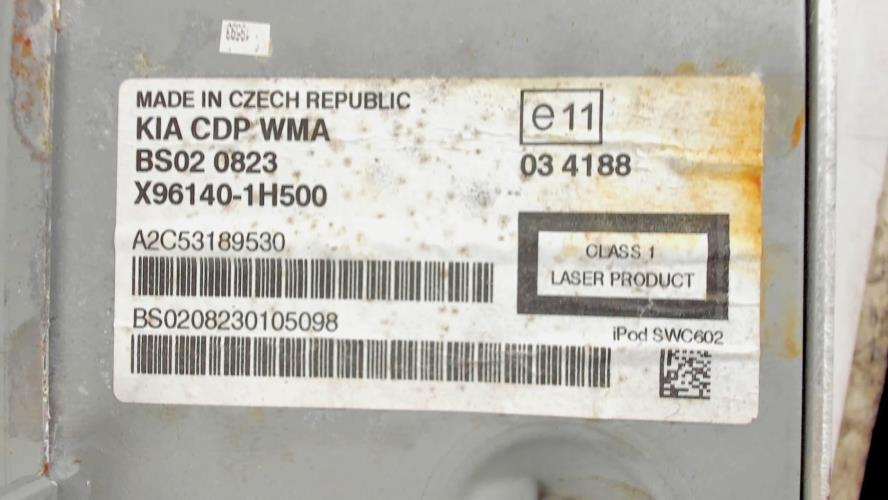 MADE IN CZECH REPUBLIC
KIA CDP WMA
BS02 0823
X96140-1H500
e 11
03 4188
A2C53189530
CLASS 1
LASER PRODUCT
BS0208230105098
iPod SWC602